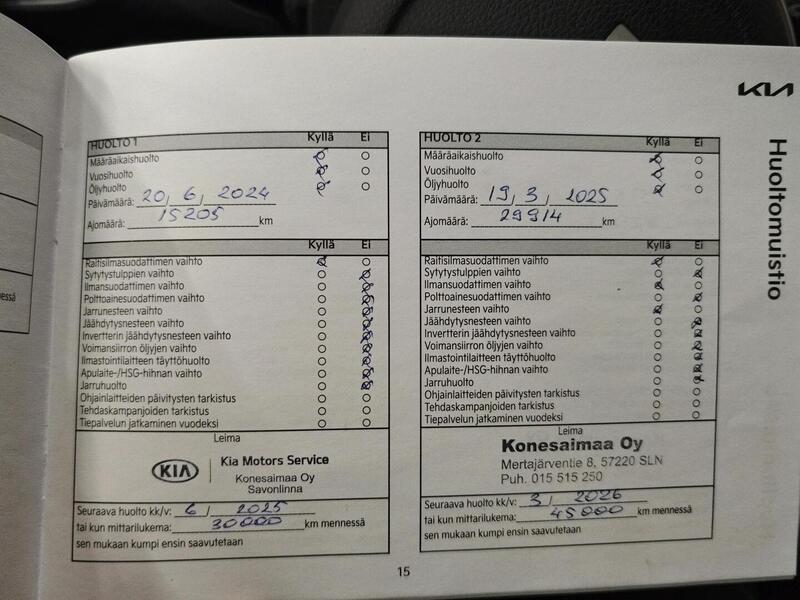 KIA
Huoltomuistio
nessä
HUOLTO 1 Kyllä Ei
Määräaikaishuolto
Vuosihuolto
Öljyhuolto
Päivämäärä: 20, 6, 2024
Ajomäärä: 15205 km
Kyllä Ei
Raitisilmasuodattimen vaihto
Sytytystulppien vaihto
Ilmansuodattimen vaihto
Polttoainesuodattimen vaihto
Jarrunesteen vaihto
Jäähdytysnesteen vaihto
Invertterin jäähdytysnesteen vaihto
Voimansiirron öljyjen vaihto
Ilmastointilaitteen täyttöhuolto
Apulaite-/HSG-hihnan vaihto
Jarruhuolto
Ohjainlaitteiden päivitysten tarkistus
Tehdaskampanjoiden tarkistus
Tiepalvelun jatkaminen vuodeksi
Leima
KIA Kia Motors Service
Konesaimaa Oy
Savonlinna
Seuraava huolto kk/v: 6 / 2025
tai kun mittarilukema: 30000 km mennessä
sen mukaan kumpi ensin saavutetaan
HUOLTO 2 Kyllä Ei
Määräaikaishuolto
Vuosihuolto
Öljyhuolto
Päivämäärä: 19, 3, 2025
Ajomäärä: 29914 km
Kyllä Ei
Raitisilmasuodattimen vaihto
Sytytystulppien vaihto
Ilmansuodattimen vaihto
Polttoainesuodattimen vaihto
Jarrunesteen vaihto
Jäähdytysnesteen vaihto
Invertterin jäähdytysnesteen vaihto
Voimansiirron öljyjen vaihto
Ilmastointilaitteen täyttöhuolto
Apulaite-/HSG-hihnan vaihto
Jarruhuolto
Ohjainlaitteiden päivitysten tarkistus
Tehdaskampanjoiden tarkistus
Tiepalvelun jatkaminen vuodeksi
Leima
Konesaimaa Oy
Mertajärventie 8, 57220 SLN
Puh. 015 515 250
Seuraava huolto kk/v: 3 / 2026
tai kun mittarilukema: 45000 km mennessä
sen mukaan kumpi ensin saavutetaan
15